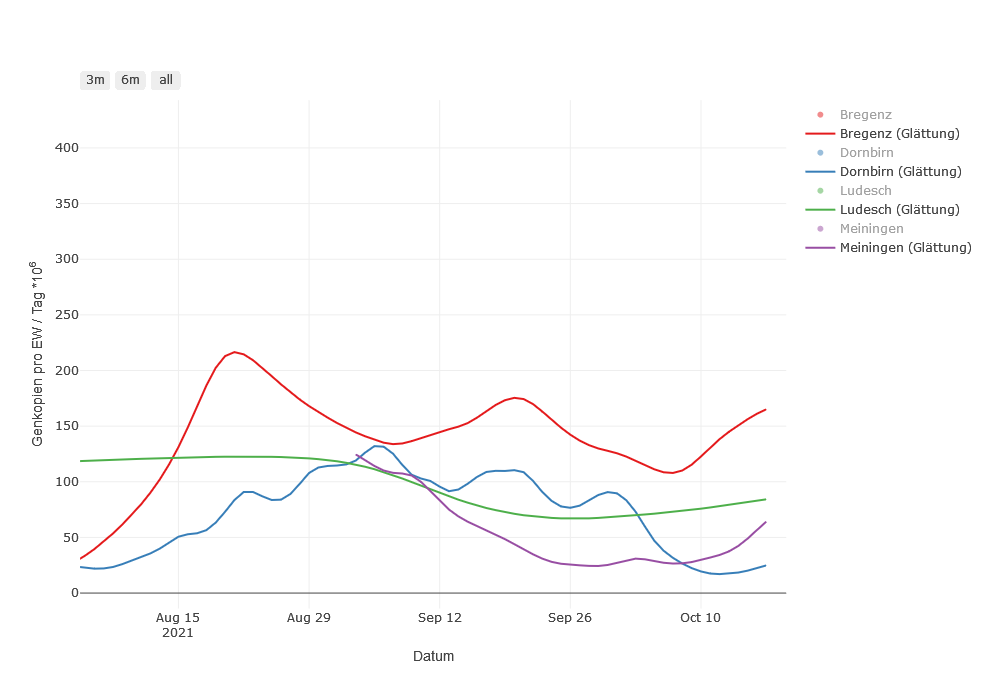 3m 6m all
Bregenz
Bregenz (Glättung)
Dornbirn
Dornbirn (Glättung)
Ludesch
Ludesch (Glättung)
Meiningen
Meiningen (Glättung)
Genkopien pro EW / Tag *10⁶
400
350
300
250
200
150
100
50
0
Aug 15 Aug 29 Sep 12 Sep 26 Oct 10
2021
Datum